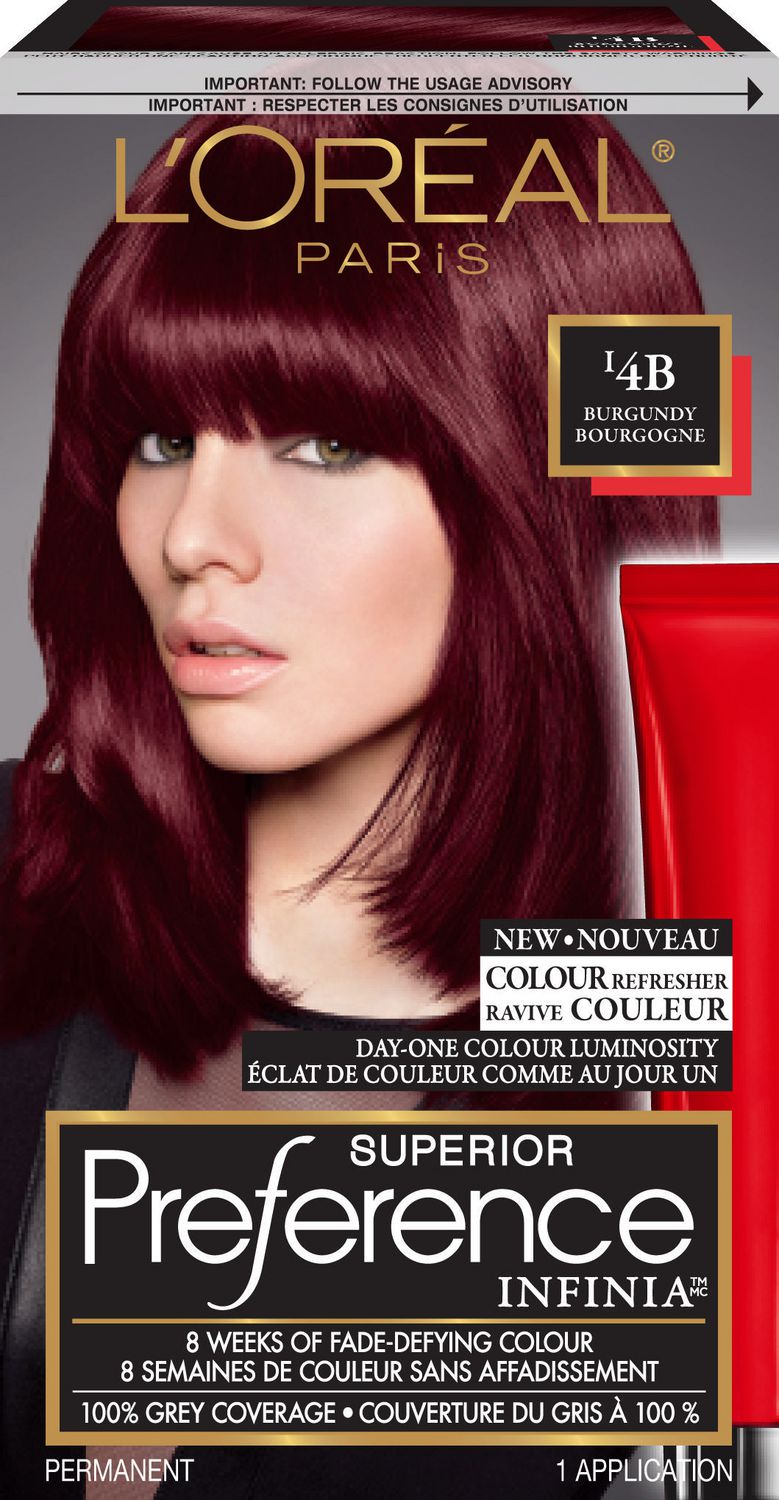 IMPORTANT: FOLLOW THE USAGE ADVISORY
IMPORTANT : RESPECTER LES CONSIGNES D'UTILISATION
L'ORÉAL®
PARiS
I4B
BURGUNDY
BOURGOGNE
NEW • NOUVEAU
COLOUR REFRESHER
RAVIVE COULEUR
DAY-ONE COLOUR LUMINOSITY
ÉCLAT DE COULEUR COMME AU JOUR UN
SUPERIOR
Preference
INFINIA™ MC
8 WEEKS OF FADE-DEFYING COLOUR
8 SEMAINES DE COULEUR SANS AFFADISSEMENT
100% GREY COVERAGE • COUVERTURE DU GRIS À 100 %
PERMANENT
1 APPLICATION